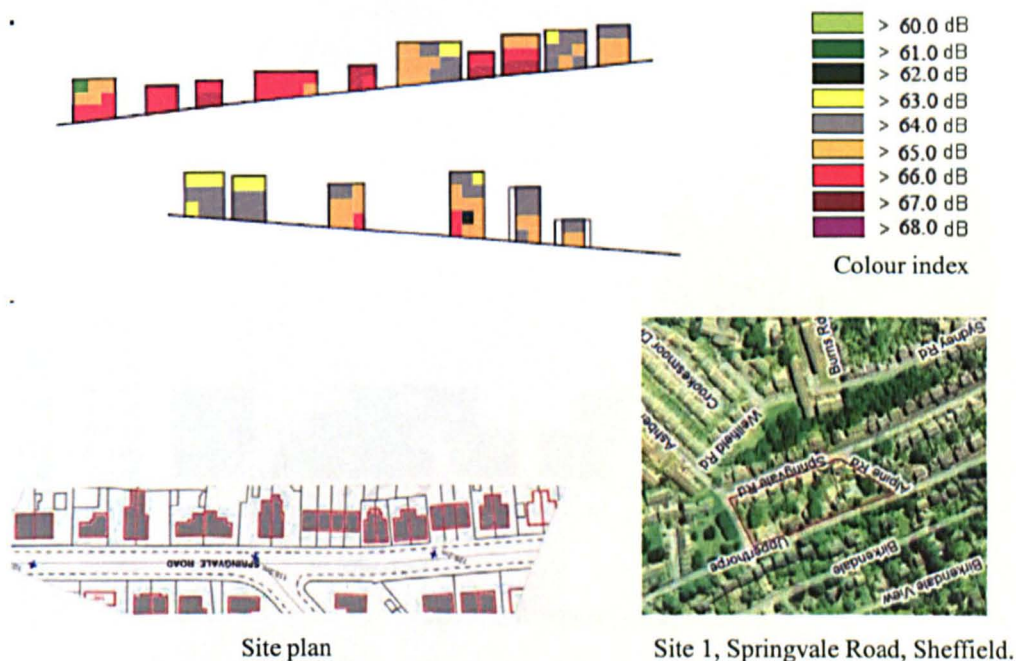 > 60.0 dB
> 61.0 dB
> 62.0 dB
> 63.0 dB
> 64.0 dB
> 65.0 dB
> 66.0 dB
> 67.0 dB
> 68.0 dB
Colour index
SPRINGVALE ROAD
Site plan
Crookesmoor
Burns Rd
Sydney Rd
Ashber
Wellfield Rd
Springvale Rd
Alpine Rd
Upperthorpe
Birkendale
Birkendale View
Site 1, Springvale Road, Sheffield.